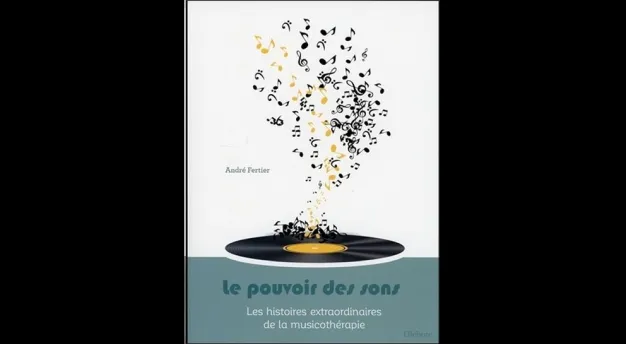 André Fertier
Le pouvoir des sons
Les histoires extraordinaires
de la musicothérapie